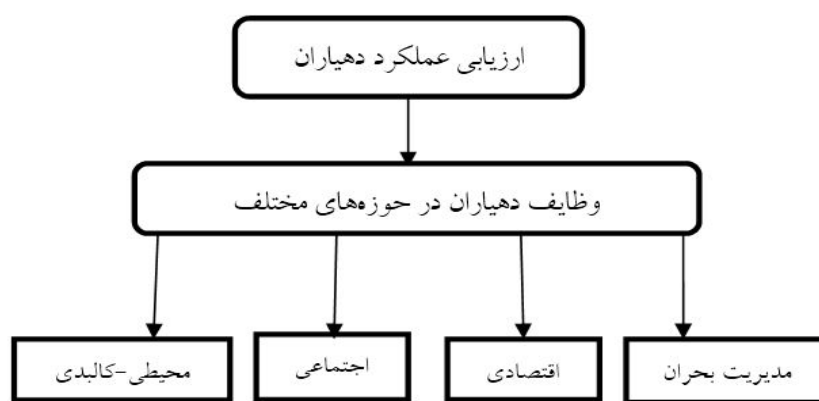 ارزیابی عملکرد دهیاران
وظایف دهیاران در حوزه‌های مختلف
مدیریت بحران
اقتصادی
اجتماعی
محیطی-کالبدی